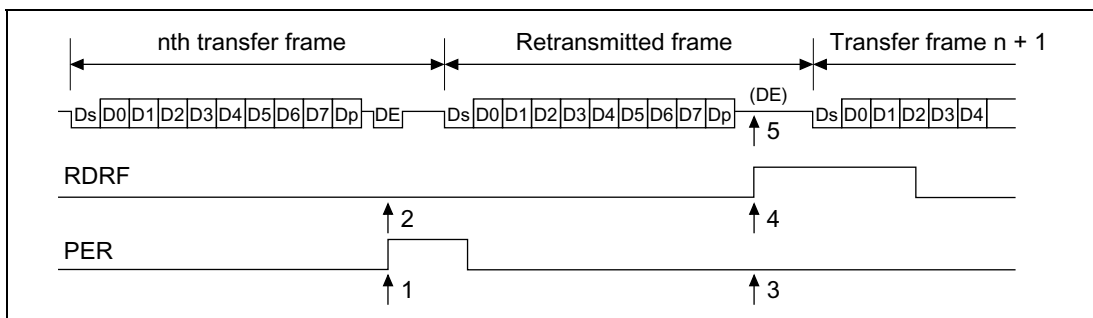 nth transfer frame Retransmitted frame Transfer frame n + 1
(DE)
Ds D0 D1 D2 D3 D4 D5 D6 D7 Dp DE Ds D0 D1 D2 D3 D4 D5 D6 D7 Dp Ds D0 D1 D2 D3 D4
5
RDRF
2 4
PER
1 3